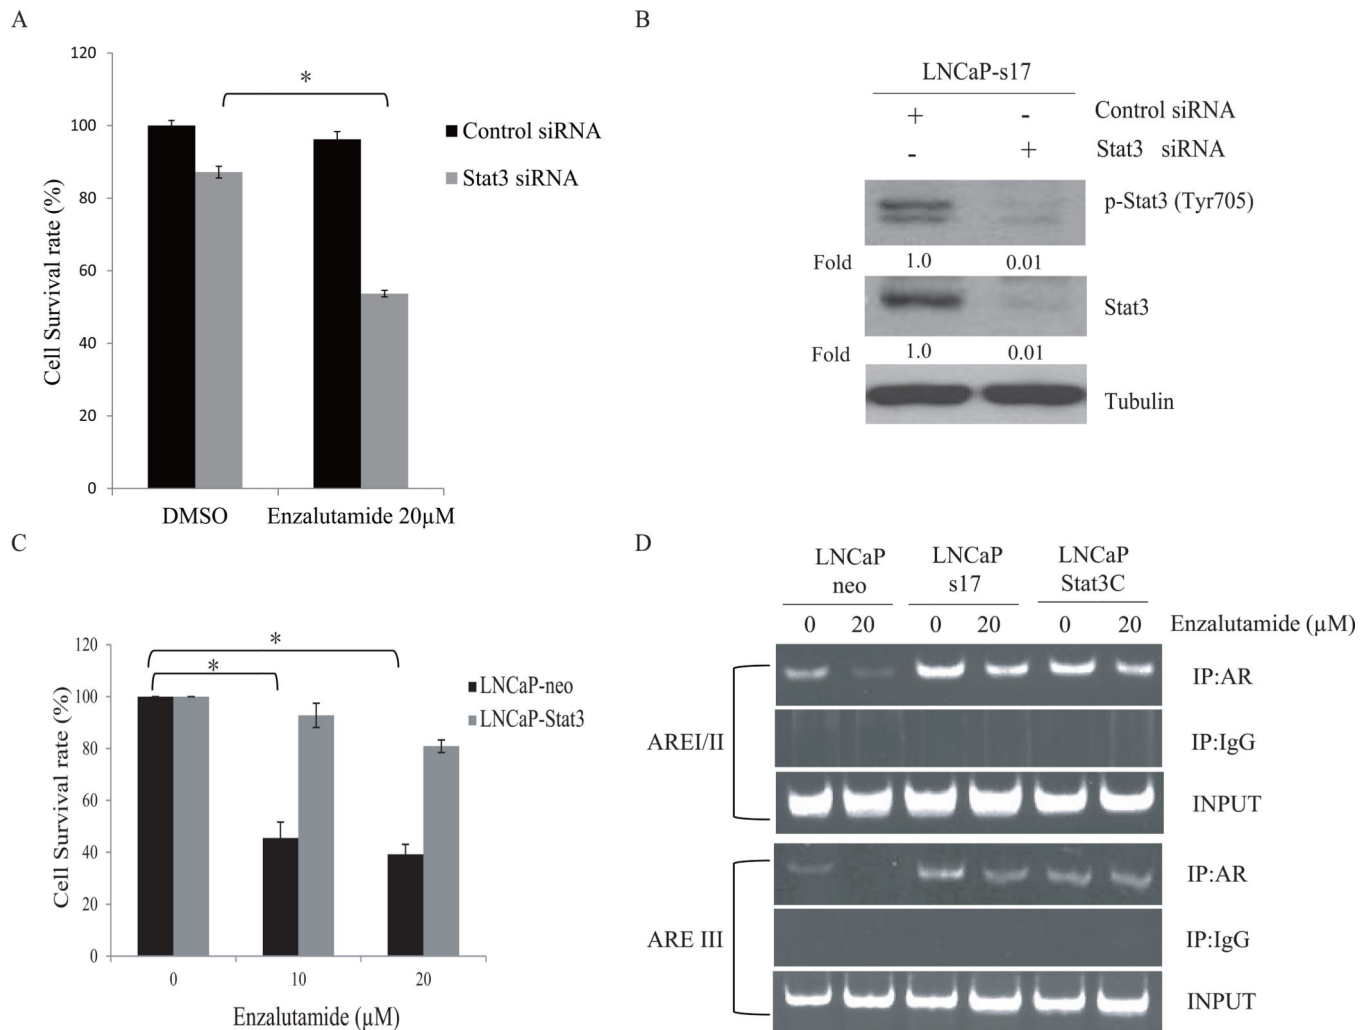 A
120
100
80
60
40
20
0
Cell Survival rate (%)
*
Control siRNA
Stat3 siRNA
DMSO Enzalutamide 20µM
B
LNCaP-s17
+ - Control siRNA
- + Stat3 siRNA
p-Stat3 (Tyr705)
Fold 1.0 0.01
Stat3
Fold 1.0 0.01
Tubulin
C
120
100
80
60
40
20
0
Cell Survival rate (%)
*
*
LNCaP-neo
LNCaP-Stat3
0 10 20
Enzalutamide (µM)
D
LNCaP LNCaP LNCaP
neo s17 Stat3C
0 20 0 20 0 20 Enzalutamide (µM)
AREI/II
IP:AR
IP:IgG
INPUT
ARE III
IP:AR
IP:IgG
INPUT